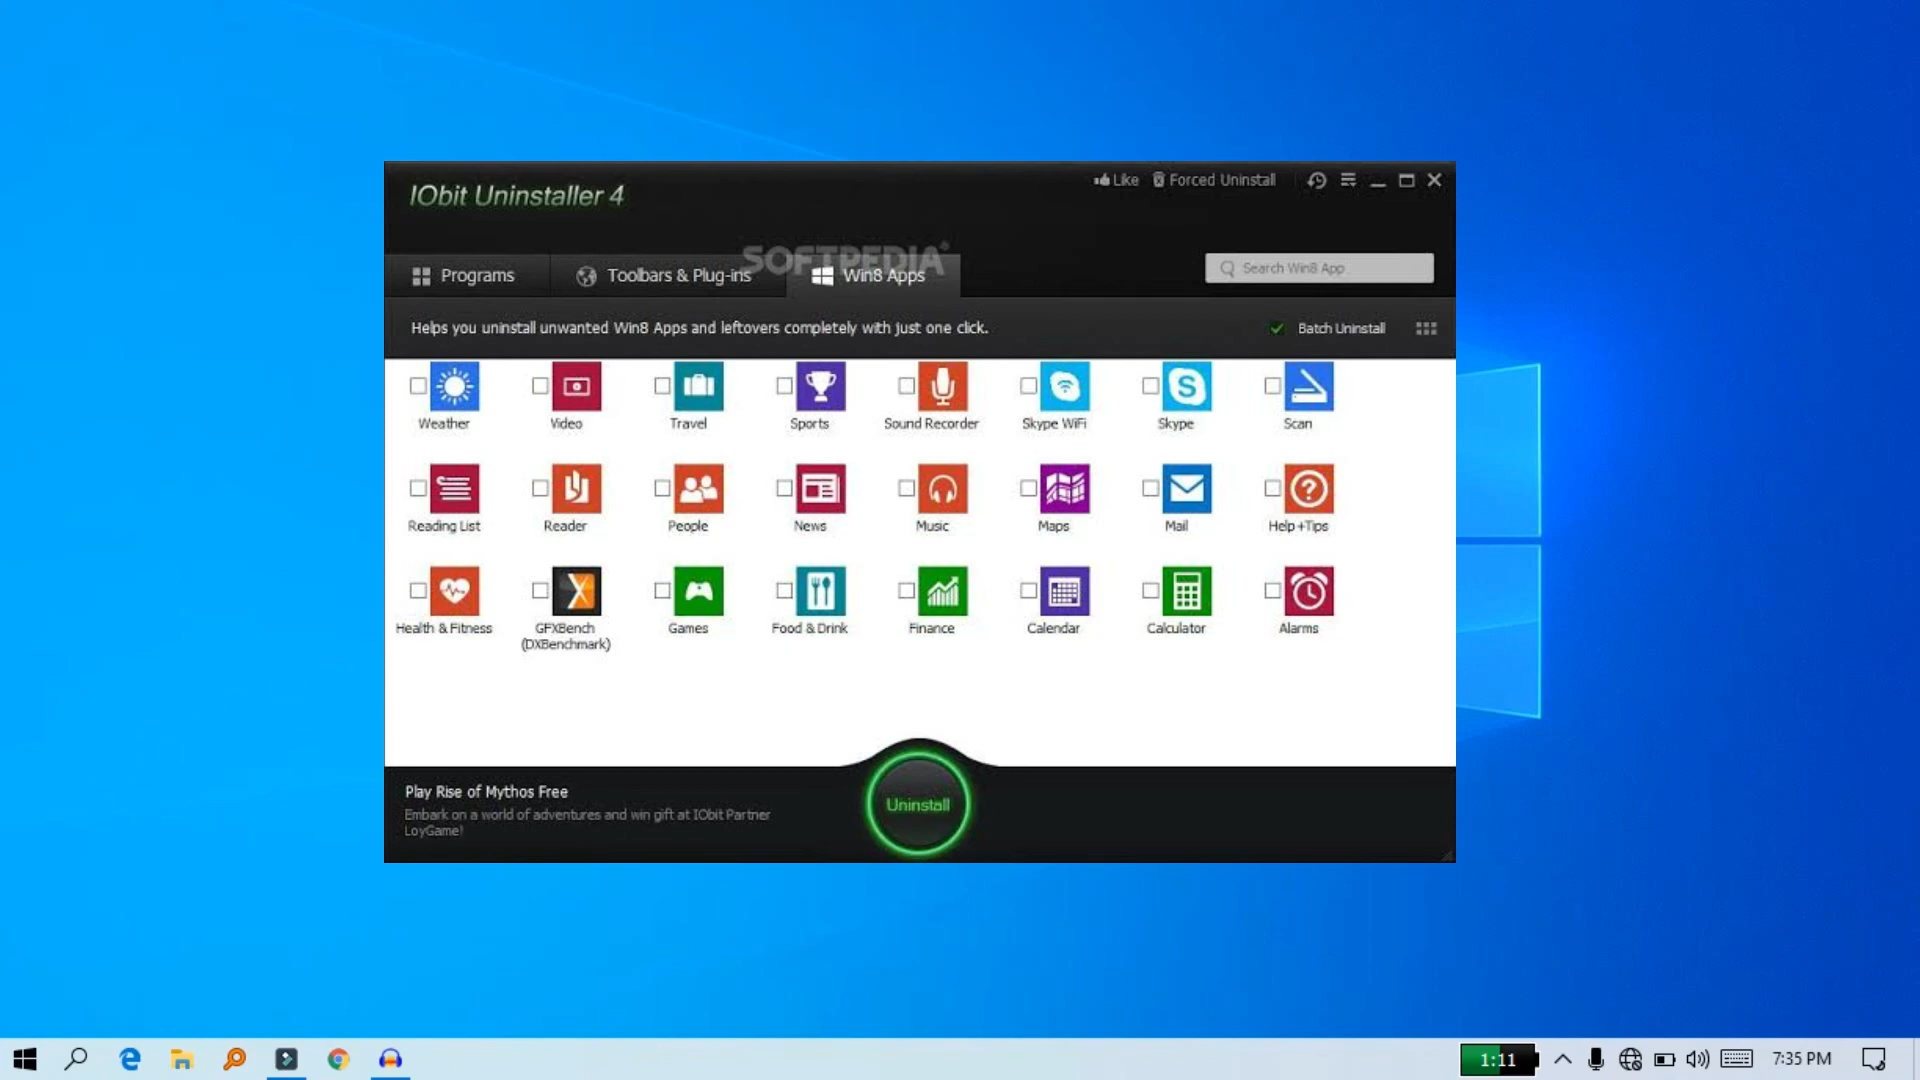 IObit Uninstaller 4
Like Forced Uninstall
SOFTPEDIA®
Programs Toolbars & Plug-ins Win8 Apps
Search Win8 App
Helps you uninstall unwanted Win8 Apps and leftovers completely with just one click.
Batch Uninstall
Weather Video Travel Sports Sound Recorder Skype WiFi Skype Scan
Reading List Reader People News Music Maps Mail Help+Tips
Health & Fitness GFXBench Games Food & Drink Finance Calendar Calculator Alarms
(DXBenchmark)
Play Rise of Mythos Free
Embark on a world of adventures and win gift at IObit Partner
LoyGame!
Uninstall
1:11 7:35 PM